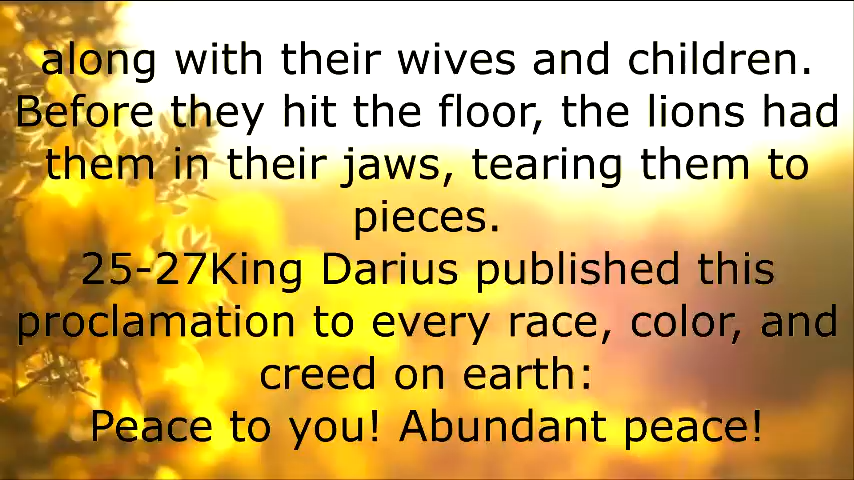 along with their wives and children.
Before they hit the floor, the lions had
them in their jaws, tearing them to
pieces.
25-27King Darius published this
proclamation to every race, color, and
creed on earth:
Peace to you! Abundant peace!